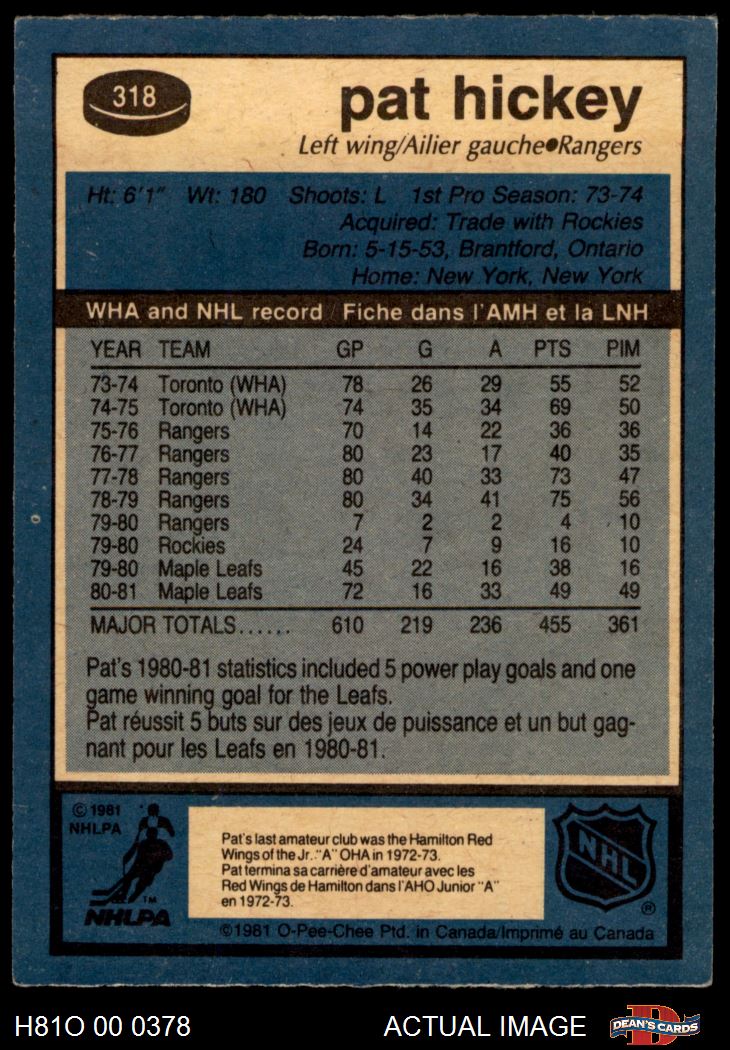 318
pat hickey
Left wing/Ailier gauche●Rangers
Ht: 6'1" Wt: 180 Shoots: L 1st Pro Season: 73-74
Acquired: Trade with Rockies
Born: 5-15-53, Brantford, Ontario
Home: New York, New York
WHA and NHL record / Fiche dans l'AMH et la LNH
YEAR TEAM GP G A PTS PIM
73-74 Toronto (WHA) 78 26 29 55 52
74-75 Toronto (WHA) 74 35 34 69 50
75-76 Rangers 70 14 22 36 36
76-77 Rangers 80 23 17 40 35
77-78 Rangers 80 40 33 73 47
78-79 Rangers 80 34 41 75 56
79-80 Rangers 7 2 2 4 10
79-80 Rockies 24 7 9 16 10
79-80 Maple Leafs 45 22 16 38 16
80-81 Maple Leafs 72 16 33 49 49
MAJOR TOTALS...... 610 219 236 455 361
Pat's 1980-81 statistics included 5 power play goals and one
game winning goal for the Leafs.
Pat réussit 5 buts sur des jeux de puissance et un but gag-
nant pour les Leafs en 1980-81.
© 1981
NHLPA
TM
NHLPA
Pat's last amateur club was the Hamilton Red
Wings of the Jr. "A" OHA in 1972-73.
Pat termina sa carrière d'amateur avec les
Red Wings de Hamilton dans l'AHO Junior "A"
en 1972-73.
NHL
®
©1981 O-Pee-Chee Ptd. in Canada/Imprimé au Canada
H81O 00 0378 ACTUAL IMAGE
D
DEAN'S CARDS